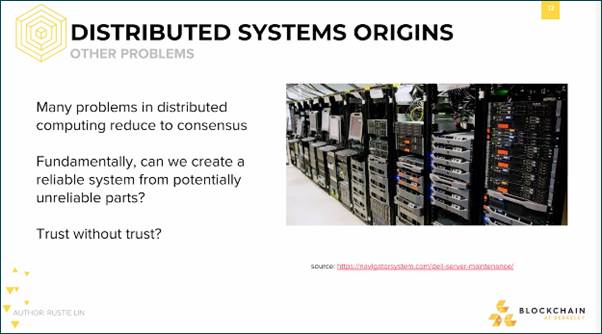 12
DISTRIBUTED SYSTEMS ORIGINS
OTHER PROBLEMS
Many problems in distributed
computing reduce to consensus
Fundamentally, can we create a
reliable system from potentially
unreliable parts?
Trust without trust?
source: https://navigatorsystem.com/dell-server-maintenance/
AUTHOR: RUSTIE LIN
BLOCKCHAIN
AT BERKELEY